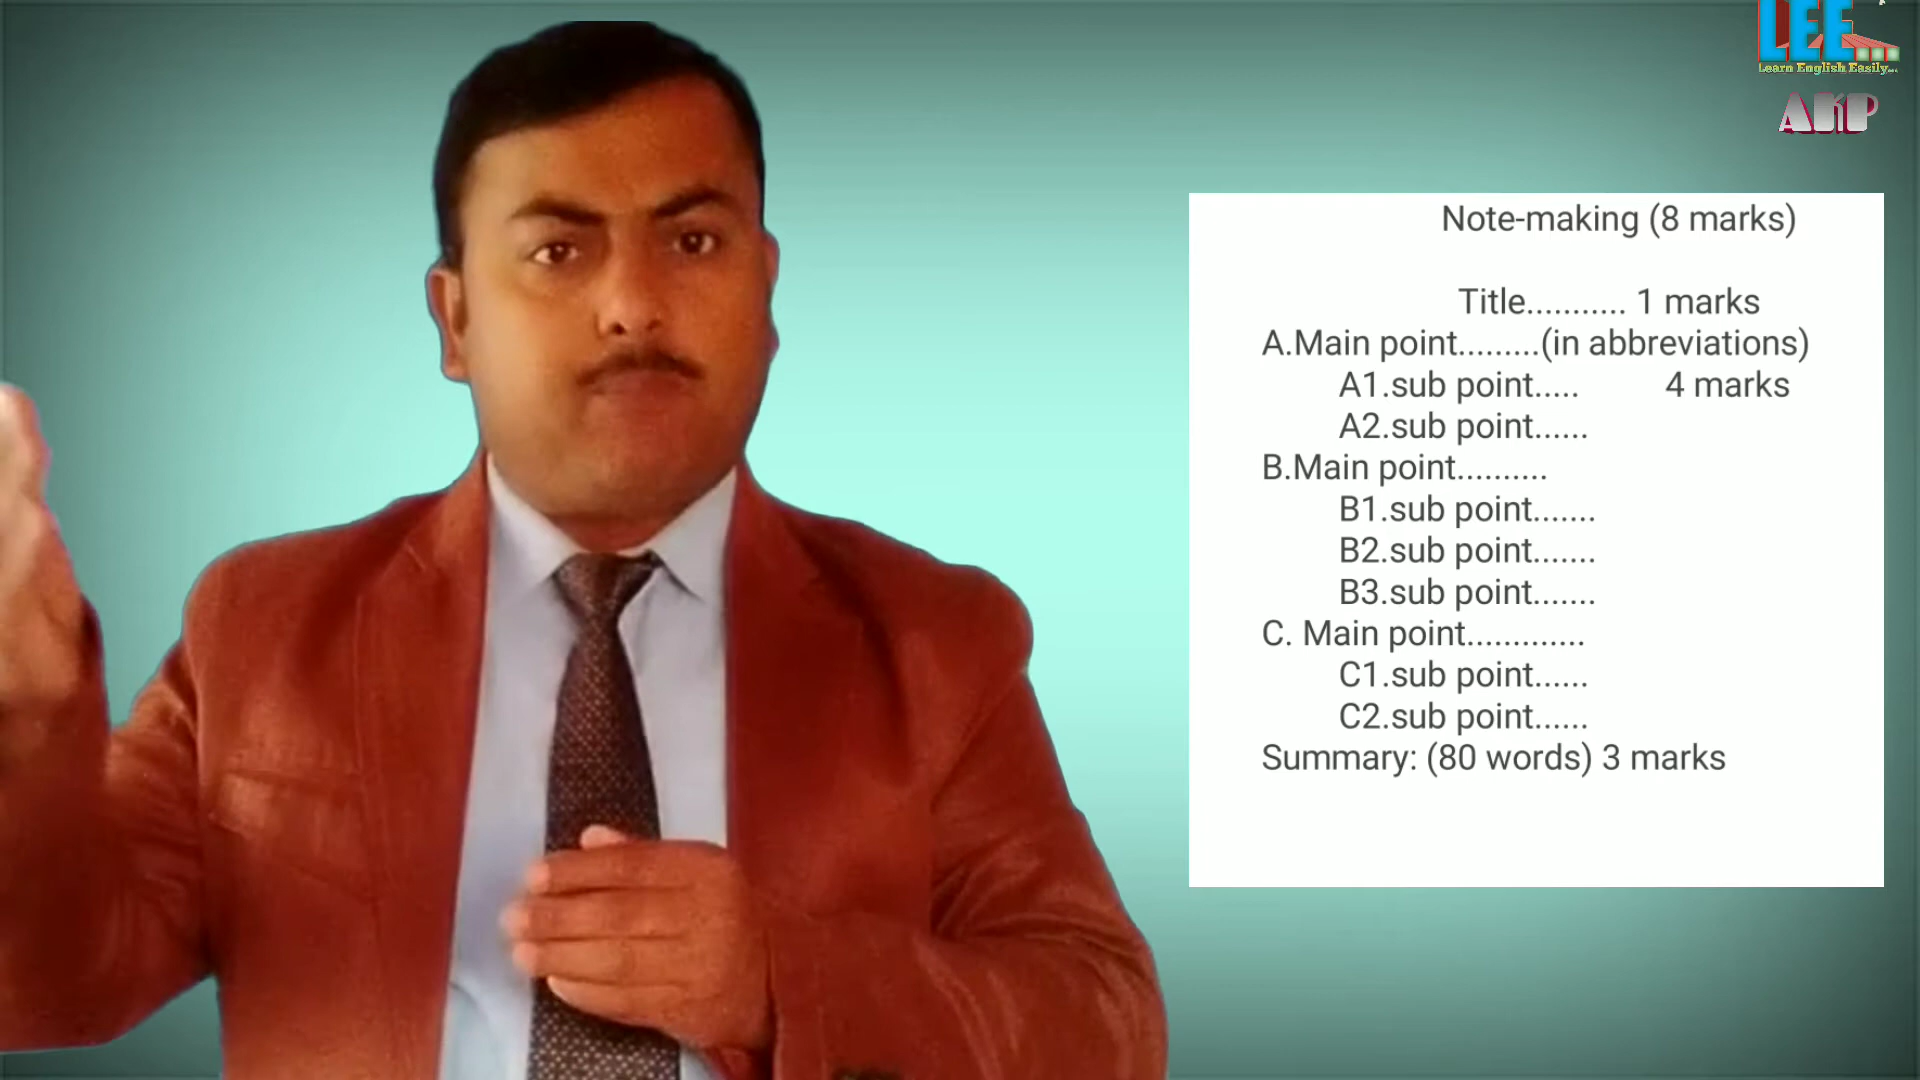 LEE...
Learn English Easily...
AKP
Note-making (8 marks)
Title........... 1 marks
A.Main point.........(in abbreviations)
A1.sub point..... 4 marks
A2.sub point......
B.Main point..........
B1.sub point.......
B2.sub point.......
B3.sub point.......
C. Main point.............
C1.sub point......
C2.sub point......
Summary: (80 words) 3 marks